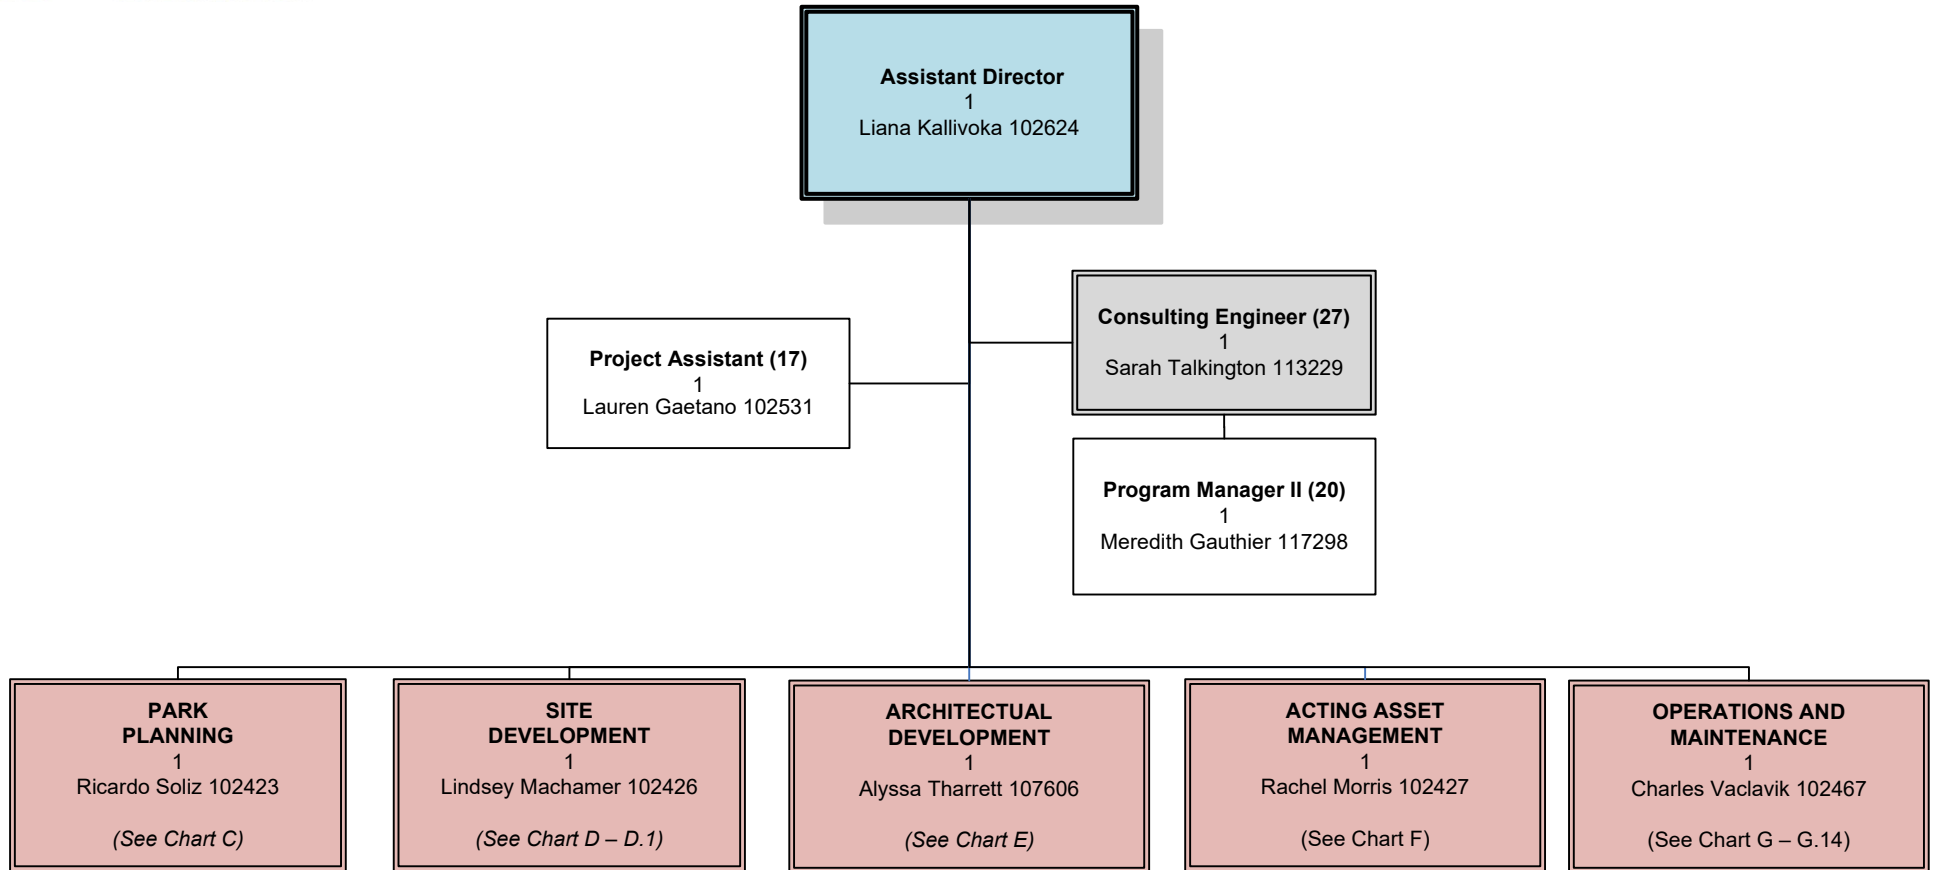 Assistant Director
1
Liana Kallivoka 102624
Consulting Engineer (27)
1
Sarah Talkington 113229
Project Assistant (17)
1
Lauren Gaetano 102531
Program Manager II (20)
1
Meredith Gauthier 117298
PARK
PLANNING
1
Ricardo Soliz 102423
(See Chart C)
SITE
DEVELOPMENT
1
Lindsey Machamer 102426
(See Chart D – D.1)
ARCHITECTUAL
DEVELOPMENT
1
Alyssa Tharrett 107606
(See Chart E)
ACTING ASSET
MANAGEMENT
1
Rachel Morris 102427
(See Chart F)
OPERATIONS AND
MAINTENANCE
1
Charles Vaclavik 102467
(See Chart G – G.14)